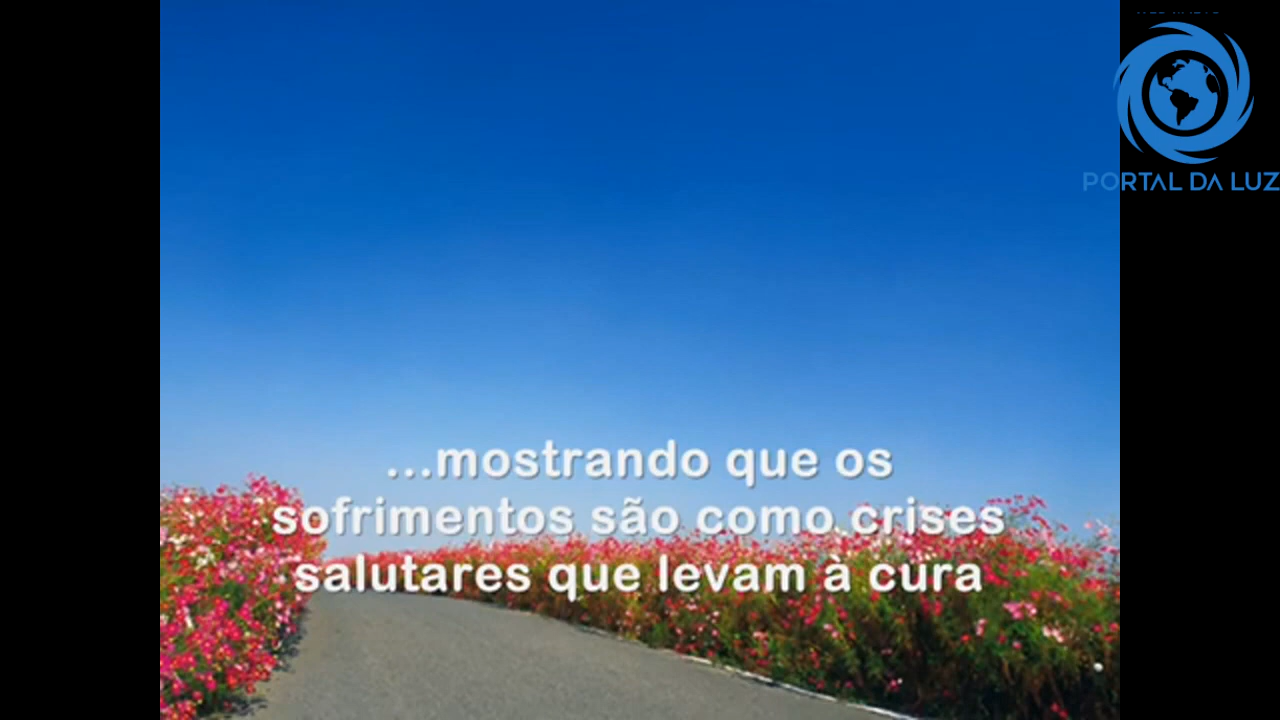 PORTAL DA LUZ
...mostrando que os
sofrimentos são como crises
salutares que levam à cura